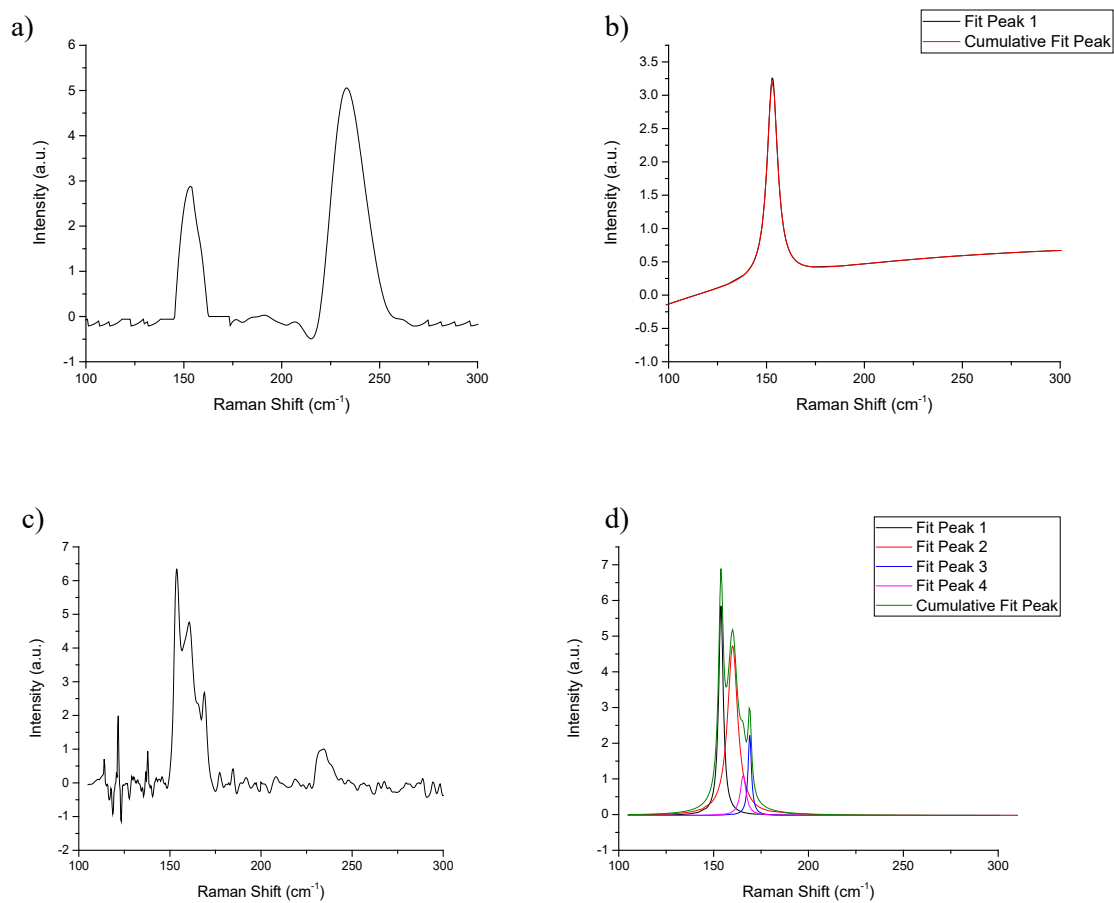 a)
6
5
4
3
2
1
0
-1
100 150 200 250 300
Intensity (a.u.)
Raman Shift (cm-1)
b)
Fit Peak 1
Cumulative Fit Peak
3.5
3.0
2.5
2.0
1.5
1.0
0.5
0.0
-0.5
-1.0
100 150 200 250 300
Intensity (a.u.)
Raman Shift (cm-1)
c)
7
6
5
4
3
2
1
0
-1
-2
100 150 200 250 300
Intensity (a.u.)
Raman Shift (cm-1)
d)
Fit Peak 1
Fit Peak 2
Fit Peak 3
Fit Peak 4
Cumulative Fit Peak
7
6
5
4
3
2
1
0
-1
100 150 200 250 300
Intensity (a.u.)
Raman Shift (cm-1)